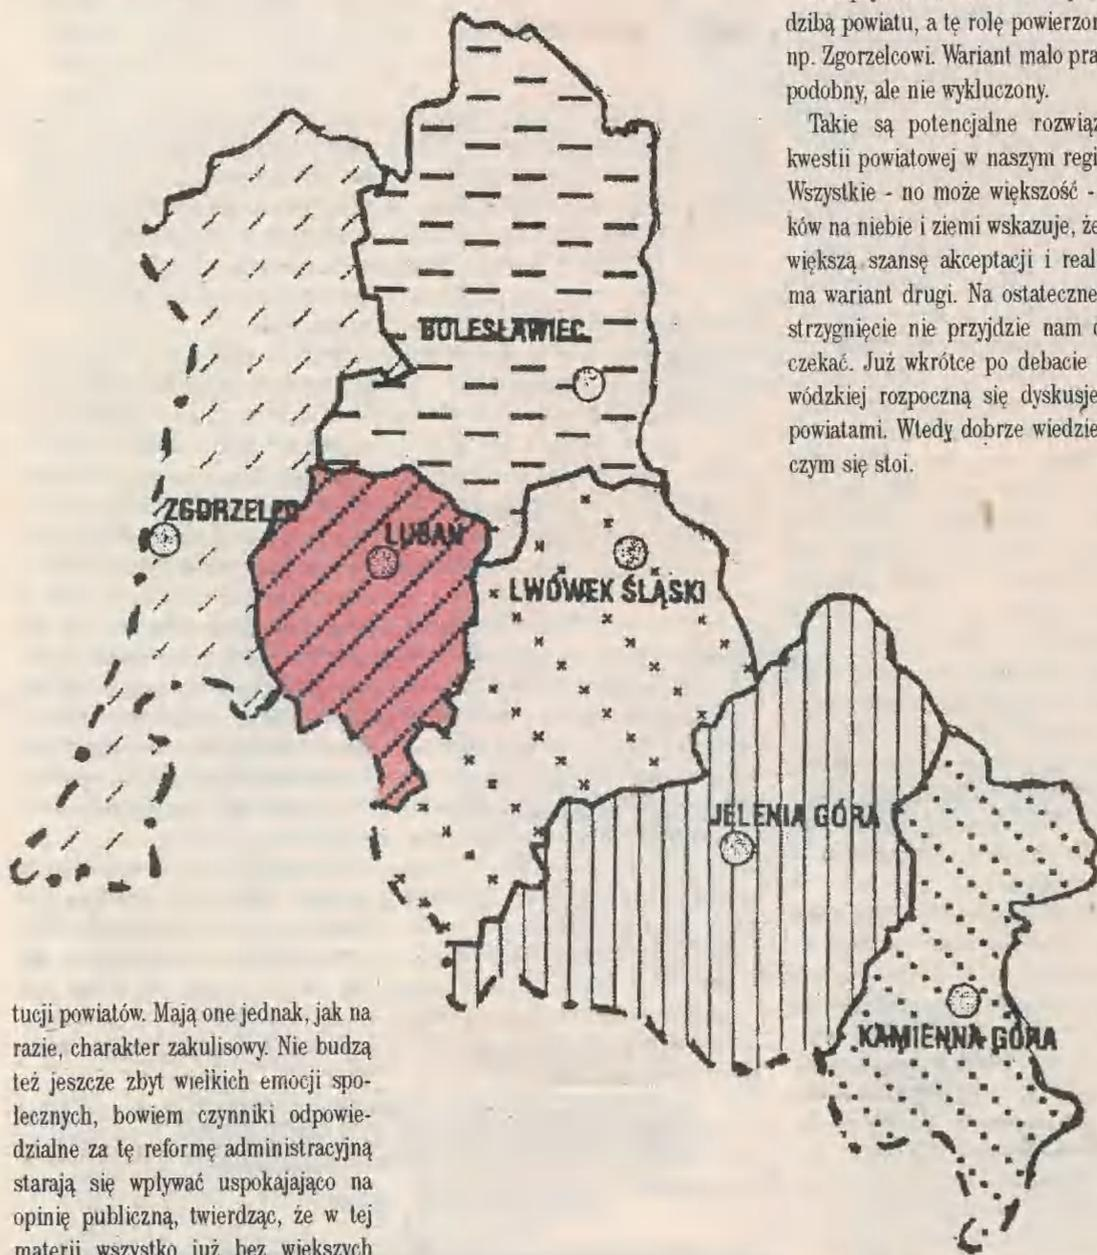 dzibą powiatu, a tę rolę powierzon
np. Zgorzelcowi. Wariant mało pra
podobny, ale nie wykluczony.
Takie są potencjalne rozwiąz
kwestii powiatowej w naszym regi
Wszystkie - no może większość -
ków na niebie i ziemi wskazuje, że
większą szansę akceptacji i real
ma wariant drugi. Na ostateczne
strzygnięcie nie przyjdzie nam d
czekać. Już wkrótce po debacie
wódzkiej rozpoczną się dyskusje
powiatami. Wtedy dobrze wiedzie
czym się stoi.
BOLESŁAWIEC
ZGORZELEC
LUBAŃ
LWÓWEK ŚLĄSKI
JELENIA GÓRA
KAMIENNA GÓRA
tucji powiatów. Mają one jednak, jak na
razie, charakter zakulisowy. Nie budzą
też jeszcze zbyt wielkich emocji spo-
łecznych, bowiem czynniki odpowie-
dzialne za tę reformę administracyjną
starają się wpływać uspokajająco na
opinię publiczną, twierdząc, że w tej
materii wszystko już bez większych